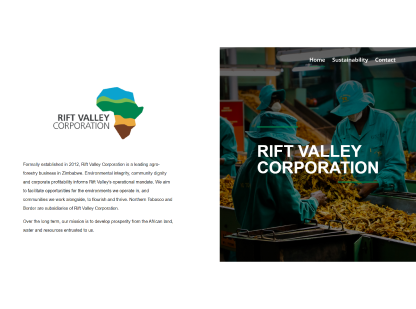 RIFT VALLEY
CORPORATION
Formally established in 2012, Rift Valley Corporation is a leading agro-
forestry business in Zimbabwe. Environmental integrity, community dignity
and corporate profitability informs Rift Valley's operational mandate. We aim
to facilitate opportunities for the environments we operate in, and
communities we work alongside, to flourish and thrive. Northern Tobacco and
Border are subsidiaries of Rift Valley Corporation.
Over the long term, our mission is to develop prosperity from the African land,
water and resources entrusted to us.
Home Sustainability Contact
RIFT VALLEY
CORPORATION